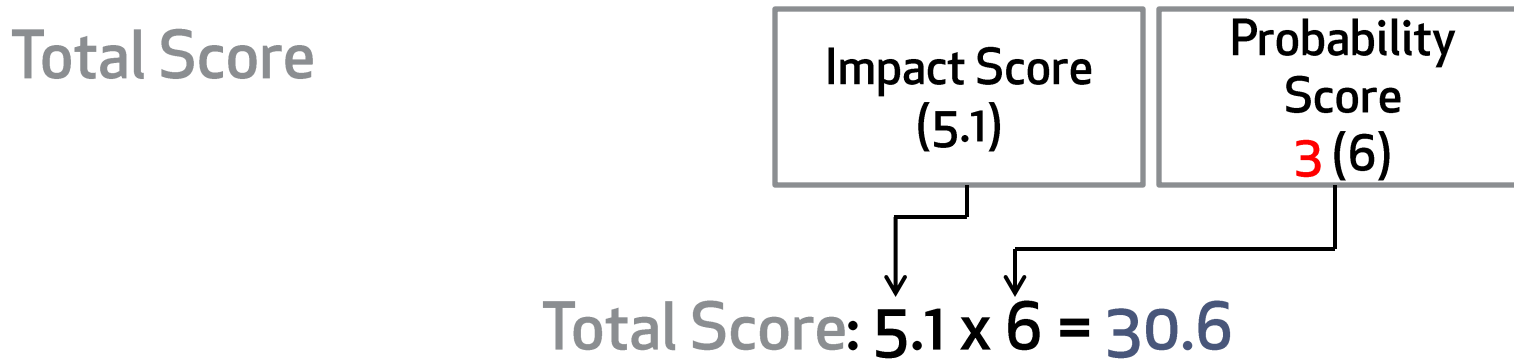 Total Score
Impact Score
(5.1)
Probability
Score
3 (6)
Total Score: 5.1 x 6 = 30.6